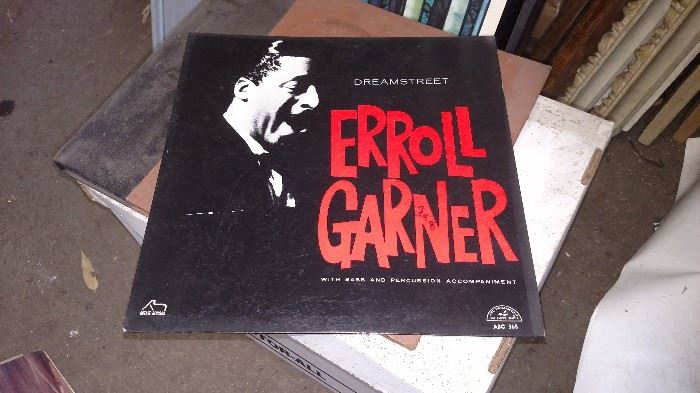 DREAMSTREET
ERROLL
GARNER
WITH BASS AND PERCUSSION ACCOMPANIMENT
ABC 365